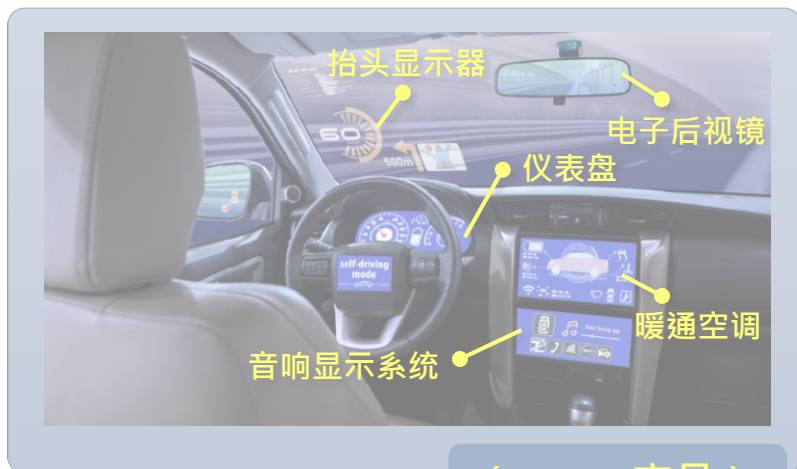 抬头显示器
电子后视镜
60
500m
仪表盘
self-driving
mode
暖通空调
音响显示系统